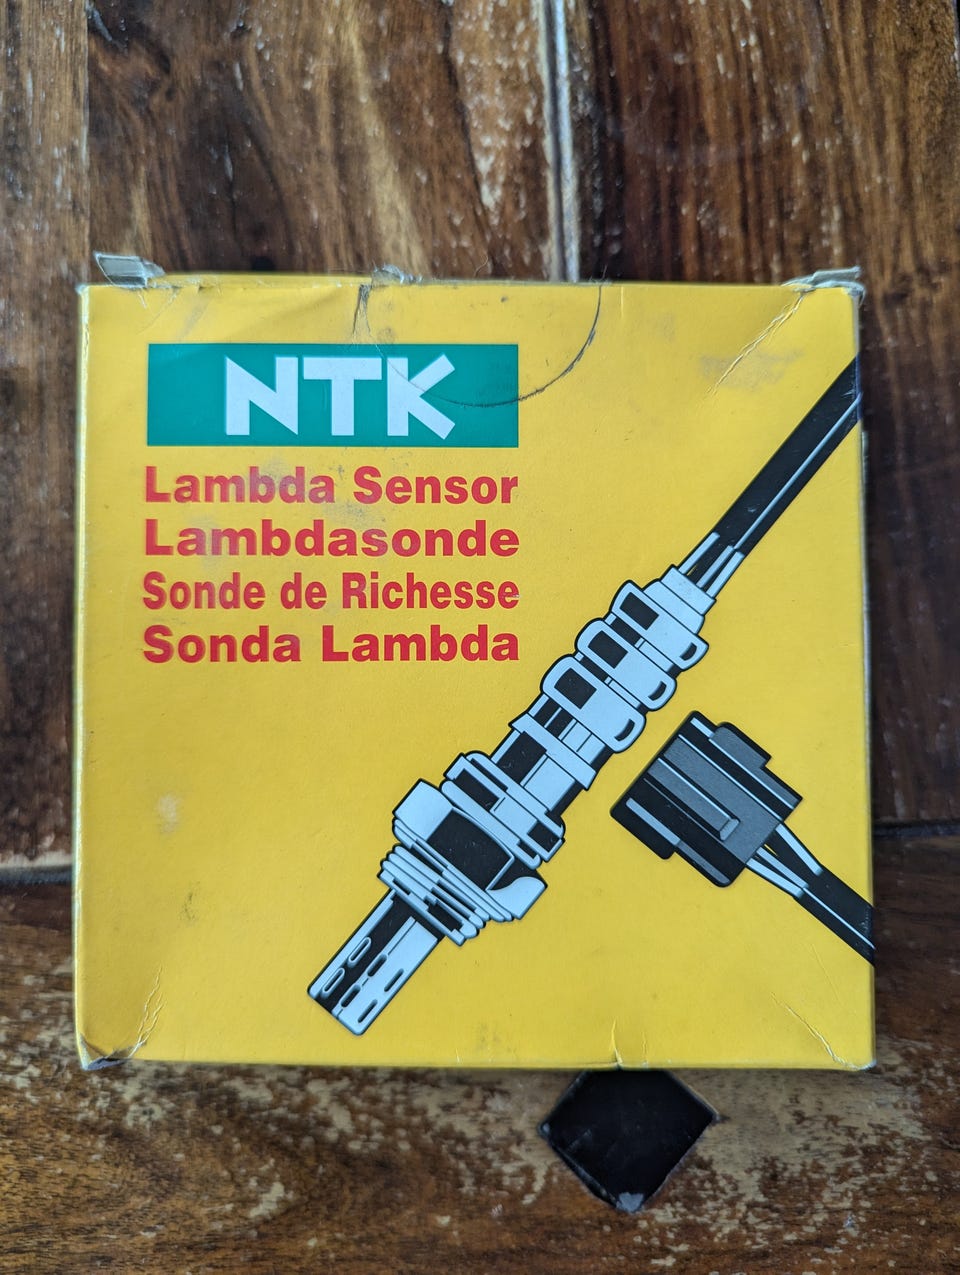 NTK
Lambda Sensor
Lambdasonde
Sonde de Richesse
Sonda Lambda